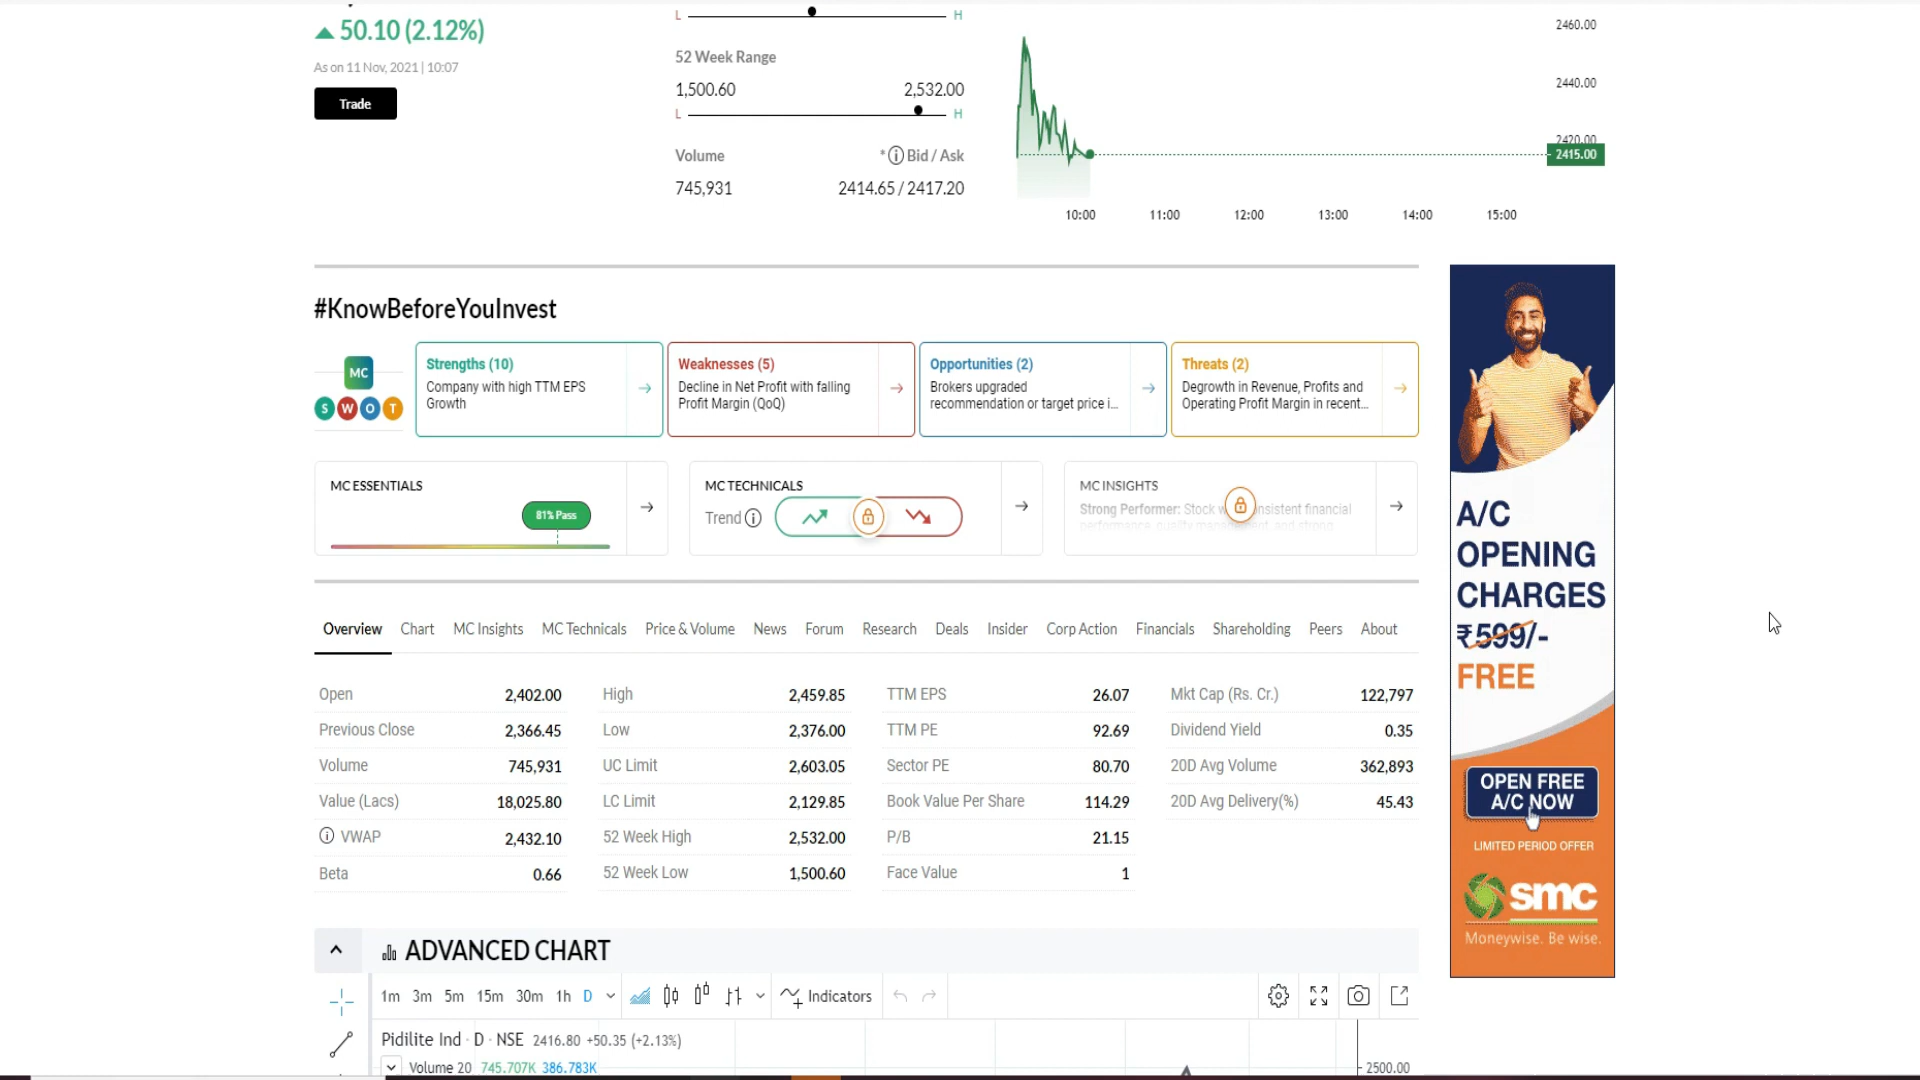 50.10 (2.12%)
As on 11 Nov, 2021 | 10:07
Trade
L H
52 Week Range
1,500.60 2,532.00
L H
Volume * Bid / Ask
745,931 2414.65 / 2417.20
2460.00
2440.00
2420.00
2415.00
10:00 11:00 12:00 13:00 14:00 15:00
#KnowBeforeYouInvest
MC
S W O T
Strengths (10)
Company with high TTM EPS
Growth
Weaknesses (5)
Decline in Net Profit with falling
Profit Margin (QoQ)
Opportunities (2)
Brokers upgraded
recommendation or target price i...
Threats (2)
Degrowth in Revenue, Profits and
Operating Profit Margin in recent...
MC ESSENTIALS
81% Pass
MC TECHNICALS
Trend
MC INSIGHTS
Strong Performer: Stock w nsistent financial
performance, quality management, and strong
Overview Chart MC Insights MC Technicals Price & Volume News Forum Research Deals Insider Corp Action Financials Shareholding Peers About
Open 2,402.00 High 2,459.85 TTM EPS 26.07 Mkt Cap (Rs. Cr.) 122,797
Previous Close 2,366.45 Low 2,376.00 TTM PE 92.69 Dividend Yield 0.35
Volume 745,931 UC Limit 2,603.05 Sector PE 80.70 20D Avg Volume 362,893
Value (Lacs) 18,025.80 LC Limit 2,129.85 Book Value Per Share 114.29 20D Avg Delivery(%) 45.43
VWAP 2,432.10 52 Week High 2,532.00 P/B 21.15
Beta 0.66 52 Week Low 1,500.60 Face Value 1
ADVANCED CHART
1m 3m 5m 15m 30m 1h D Indicators
Pidilite Ind · D · NSE 2416.80 +50.35 (+2.13%)
Volume 20 745.707K 386.783K
2500.00
A/C
OPENING
CHARGES
₹599/-
FREE
OPEN FREE
A/C NOW
LIMITED PERIOD OFFER
smc
Moneywise. Be wise.